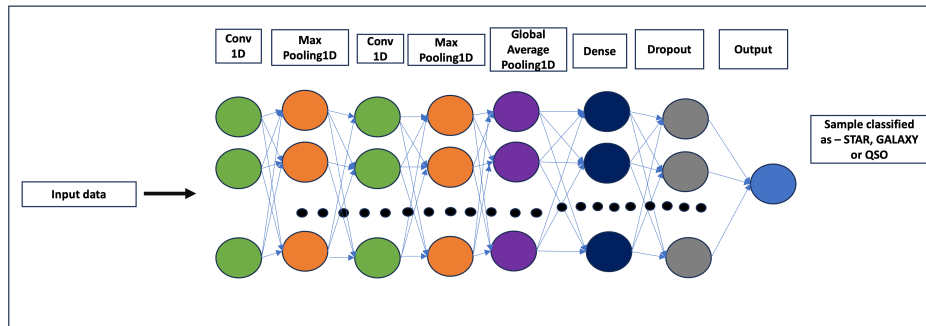 Conv
1D
Max
Pooling1D
Conv
1D
Max
Pooling1D
Global
Average
Pooling1D
Dense
Dropout
Output
Input data
Sample classified
as – STAR, GALAXY
or QSO